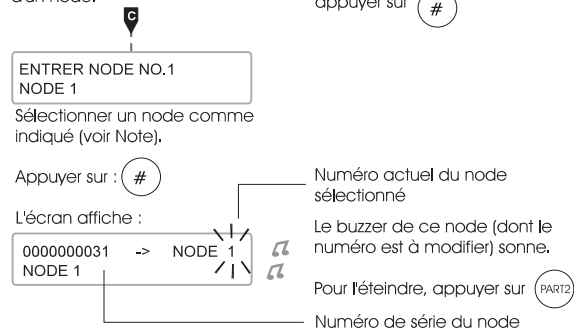 d'un node.
C
ENTRER NODE NO.1
NODE 1
Sélectionner un node comme
indiqué (voir Note).
Appuyer sur : #
L'écran affiche :
0000000031 -> NODE 1
NODE 1
appuyer sur #
Numéro actuel du node
sélectionné
Le buzzer de ce node (dont le
numéro est à modifier) sonne.
Pour l'éteindre, appuyer sur PART2
Numéro de série du node